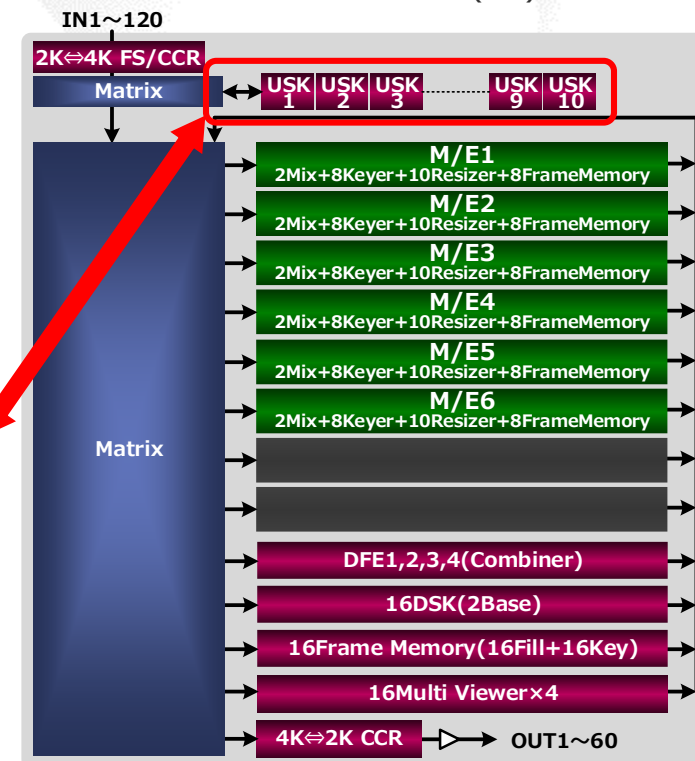 IN1～120
2K⇔4K FS/CCR
Matrix
USK 1
USK 2
USK 3
USK 9
USK 10
M/E1
2Mix+8Keyer+10Resizer+8FrameMemory
M/E2
2Mix+8Keyer+10Resizer+8FrameMemory
M/E3
2Mix+8Keyer+10Resizer+8FrameMemory
M/E4
2Mix+8Keyer+10Resizer+8FrameMemory
M/E5
2Mix+8Keyer+10Resizer+8FrameMemory
M/E6
2Mix+8Keyer+10Resizer+8FrameMemory
Matrix
DFE1,2,3,4(Combiner)
16DSK(2Base)
16Frame Memory(16Fill+16Key)
16Multi Viewer×4
4K⇔2K CCR
OUT1～60